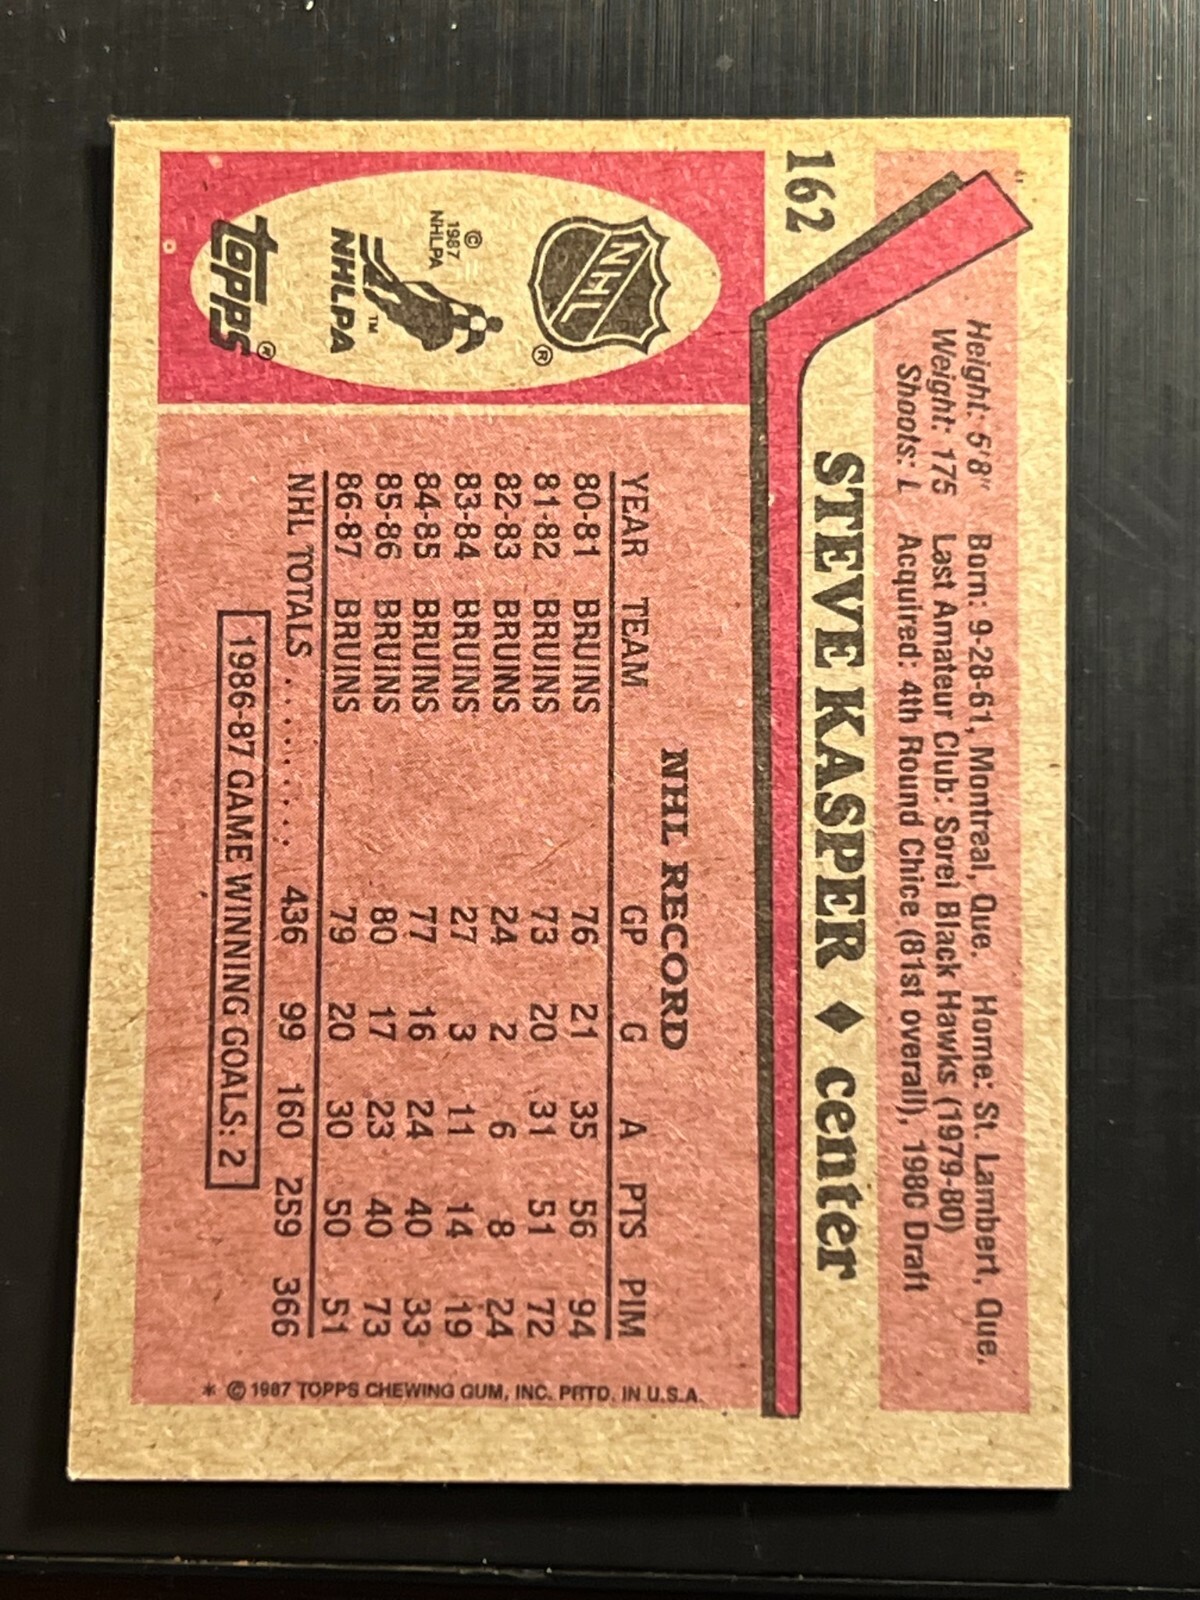 162
Height: 5'8" Born: 9-28-61, Montreal, Que. Home: St. Lambert, Que.
Weight: 175 Last Amateur Club: Sorel Black Hawks (1979-80)
Shoots: L Acquired: 4th Round Chice (81st overall), 1980 Draft
STEVE KASPER ♦ center
NHL ®
© 1987 NHLPA
NHLPA ™
TOPPS ®
NHL RECORD
YEAR TEAM GP G A PTS PIM
80-81 BRUINS 76 21 35 56 94
81-82 BRUINS 73 20 31 51 72
82-83 BRUINS 24 2 6 8 24
83-84 BRUINS 27 3 11 14 19
84-85 BRUINS 77 16 24 40 33
85-86 BRUINS 80 17 23 40 73
86-87 BRUINS 79 20 30 50 51
NHL TOTALS . . . . . . . . . 436 99 160 259 366
1986-87 GAME WINNING GOALS: 2
* © 1987 TOPPS CHEWING GUM, INC. PRTD. IN U.S.A.